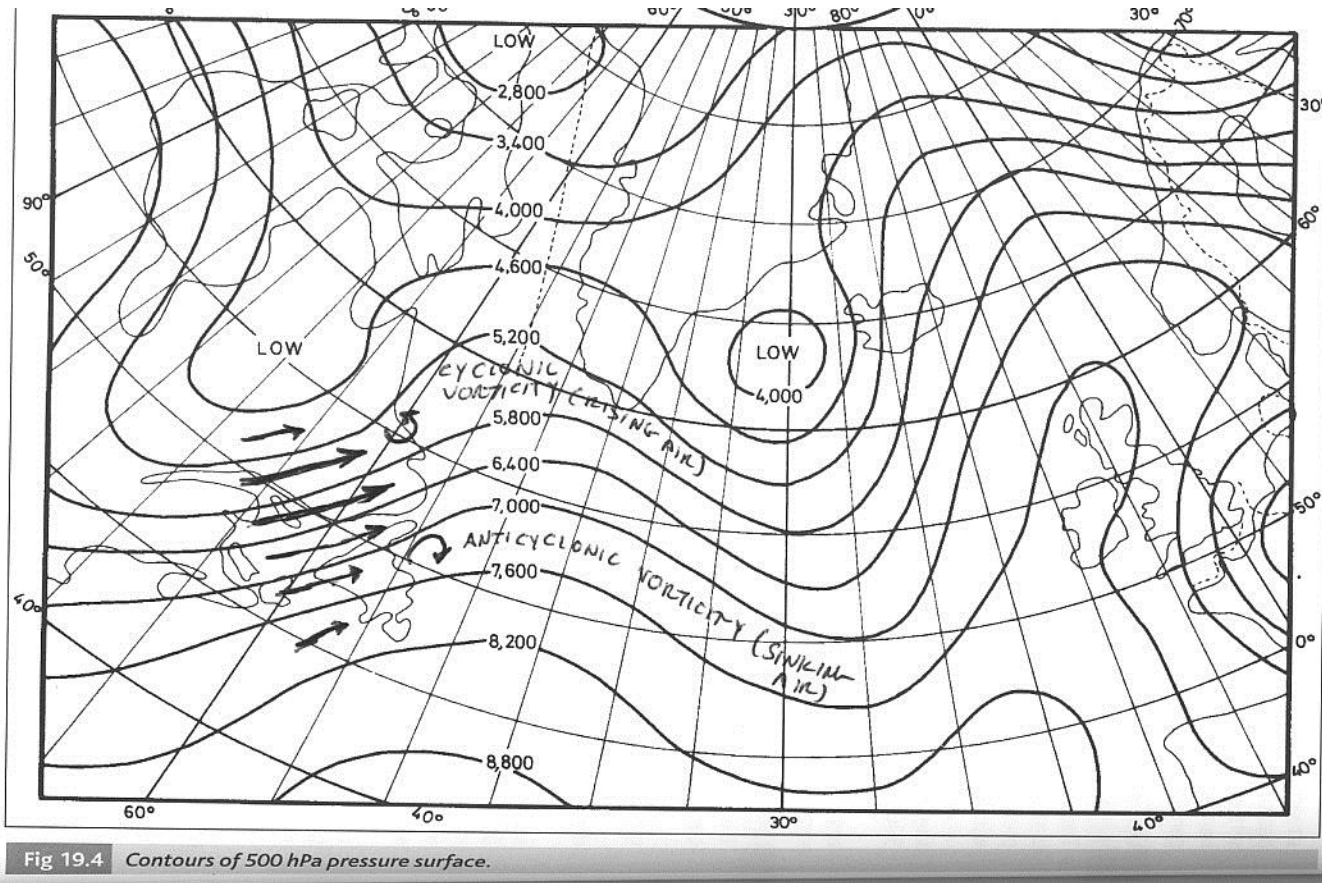 60° 50° 30° 80° 0° 30°
70°
LOW
2,800
30°
3,400
90°
4,000
60°
50°
4,600
LOW
5,200
LOW
CYCLONIC
VORTICITY (RISING AIR)
4,000
5,800
6,400
50°
7,000
ANTICYCLONIC VORTICITY (SINKING
AIR)
7,600
40°
8,200
0°
8,800
40°
60° 40° 30° 40°
Fig 19.4 Contours of 500 hPa pressure surface.